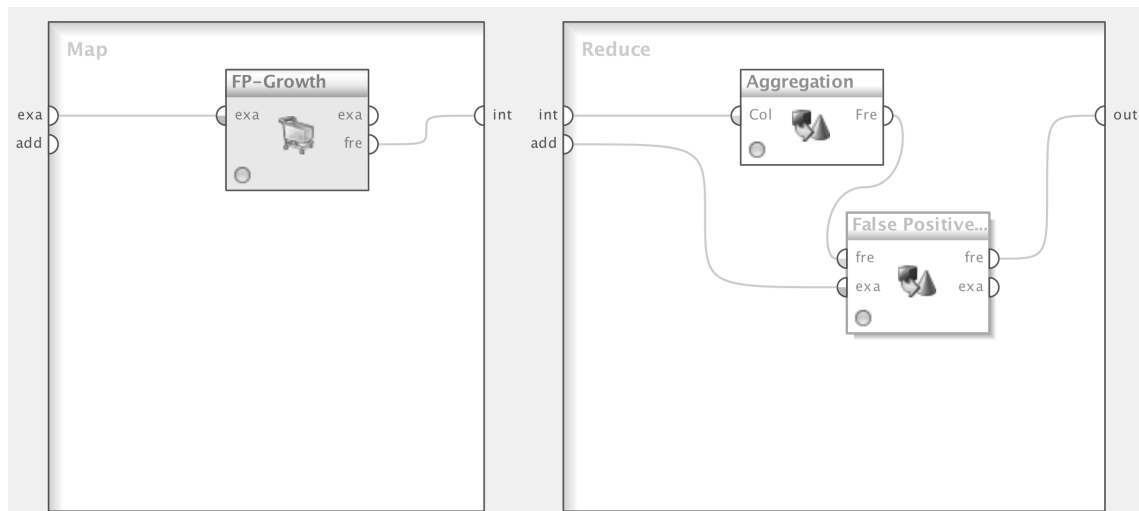 Map
Reduce
FP-Growth
Aggregation
exa
exa
exa
int
int
Col
Fre
out
add
fre
add
False Positive...
fre
fre
exa
exa